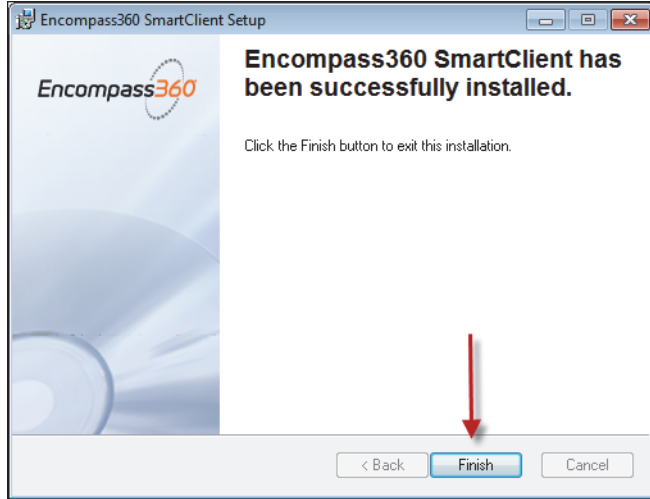 Encompass360 SmartClient Setup
Encompass360
Encompass360 SmartClient has
been successfully installed.
Click the Finish button to exit this installation.
< Back
Finish
Cancel